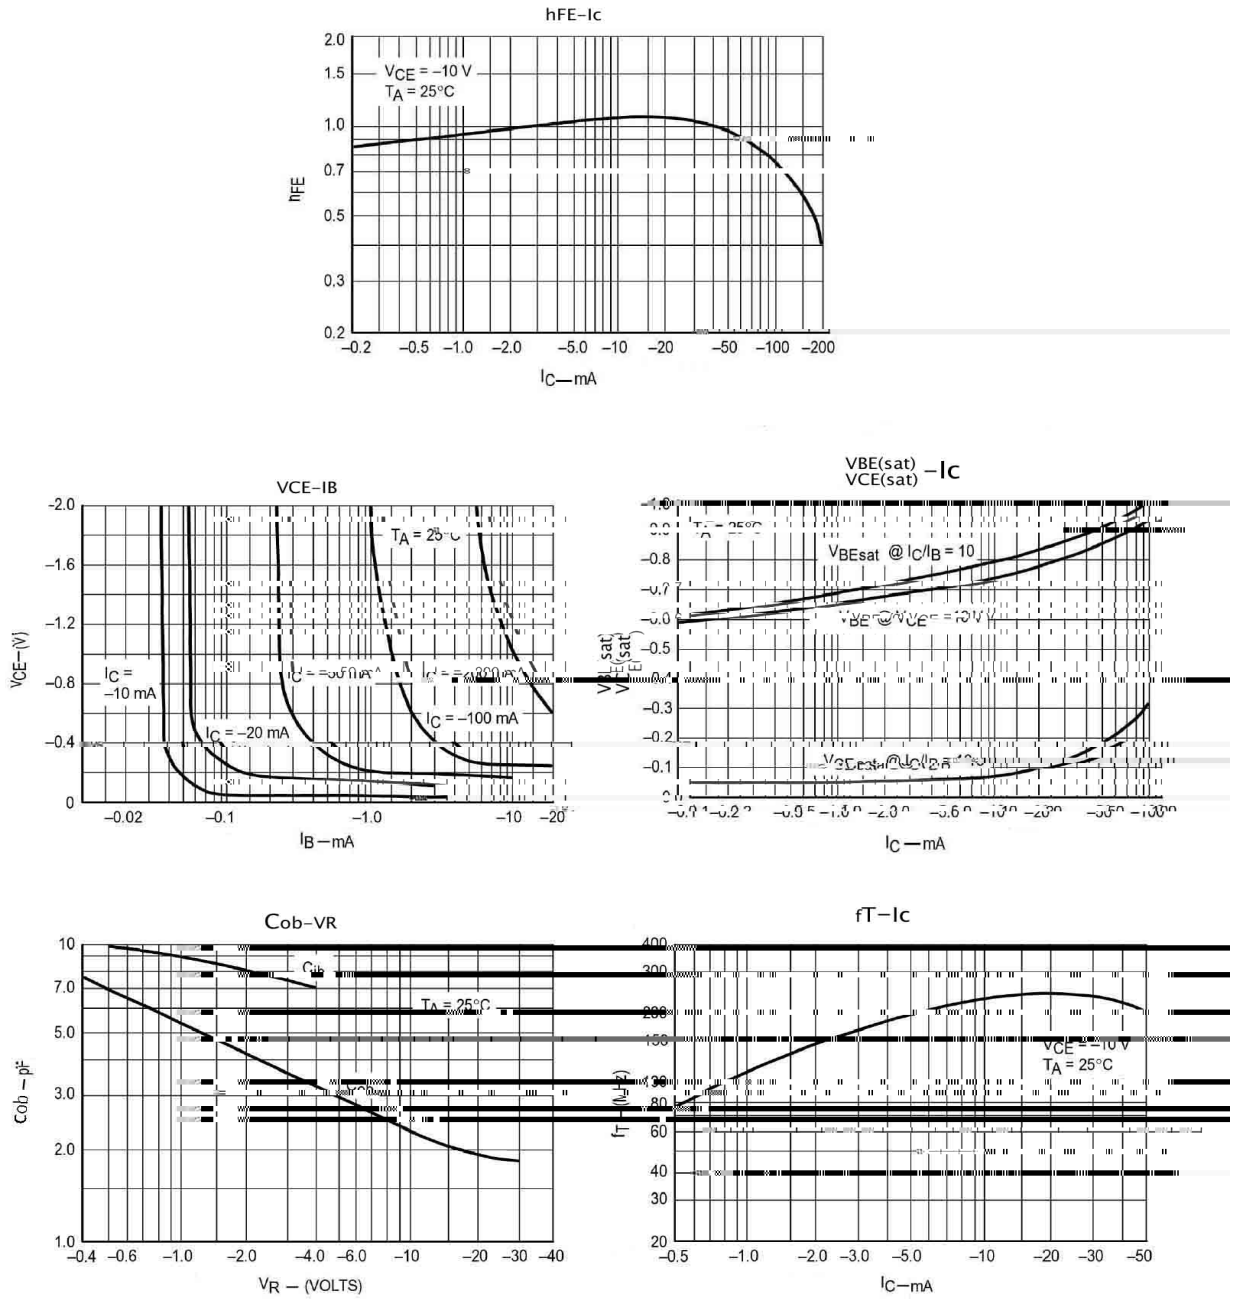 hFE–Ic
2.0
1.5
1.0
0.7
0.5
0.3
0.2
VCE = –10 V
TA = 25°C
hFE
–0.2 –0.5 –1.0 –2.0 –5.0 –10 –20 –50 –100 –200
IC—mA
VCE–IB
–2.0
–1.6
–1.2
–0.8
–0.4
0
VCE–(V)
TA = 25°C
IC =
–10 mA
IC = –20 mA
IC = –100 mA
–0.02 –0.1 –1.0 –10 –20
IB—mA
VBE(sat)
VCE(sat) –Ic
–0.8
–0.5
–0.3
–0.2
–0.1
TA = 25°C
VBEsat @ IC/IB = 10
IC—mA
Cob–VR
10
7.0
5.0
3.0
2.0
1.0
Cob – pF
TA = 25°C
–0.4 –0.6 –1.0 –2.0 –4.0 –6.0 –10 –20 –30 –40
VR – (VOLTS)
fT–Ic
400
300
200
150
80
60
40
30
20
VCE = –10 V
TA = 25°C
–0.5 –1.0 –2.0 –3.0 –5.0 –10 –20 –30 –50
IC—mA